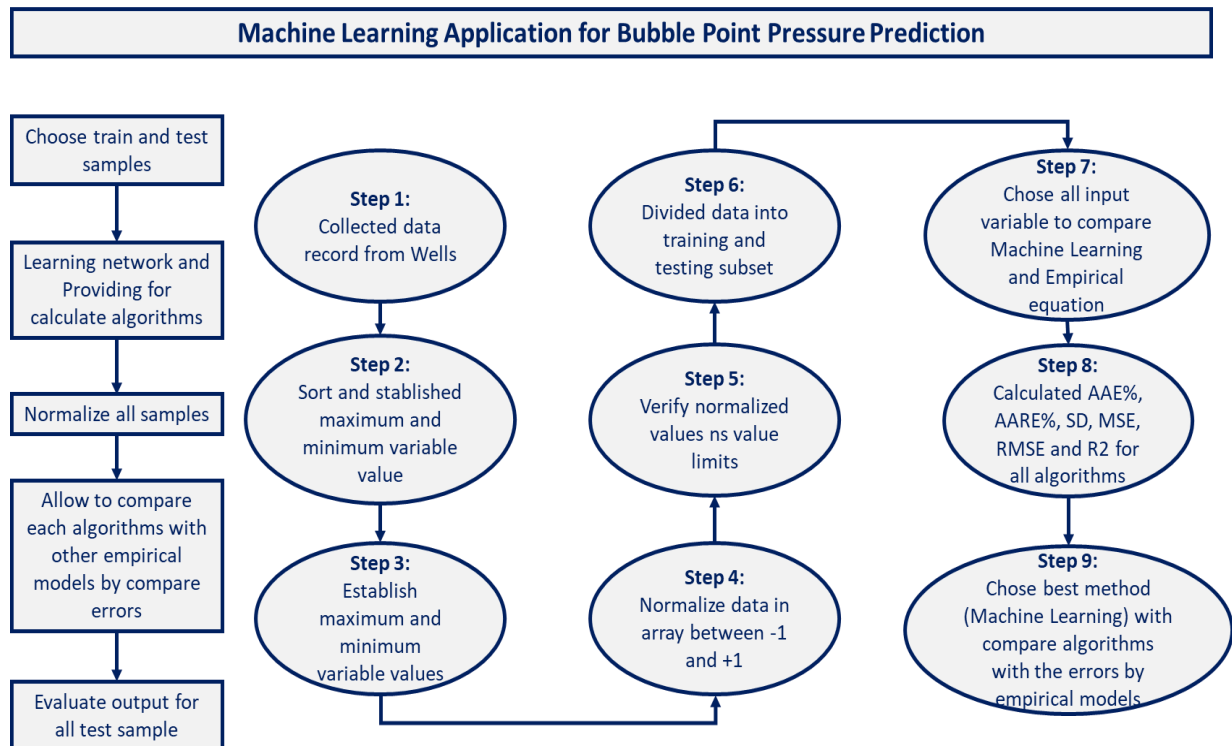 Machine Learning Application for Bubble Point Pressure Prediction
Choose train and test
samples
Learning network and
Providing for
calculate algorithms
Normalize all samples
Allow to compare
each algorithms with
other empirical
models by compare
errors
Evaluate output for
all test sample
Step 1:
Collected data
record from Wells
Step 2:
Sort and stablished
maximum and
minimum variable
value
Step 3:
Establish
maximum and
minimum
variable values
Step 4:
Normalize data in
array between -1
and +1
Step 5:
Verify normalized
values ns value
limits
Step 6:
Divided data into
training and
testing subset
Step 7:
Chose all input
variable to compare
Machine Learning
and Empirical
equation
Step 8:
Calculated AAE%,
AARE%, SD, MSE,
RMSE and R2 for
all algorithms
Step 9:
Chose best method
(Machine Learning) with
compare algorithms
with the errors by
empirical models